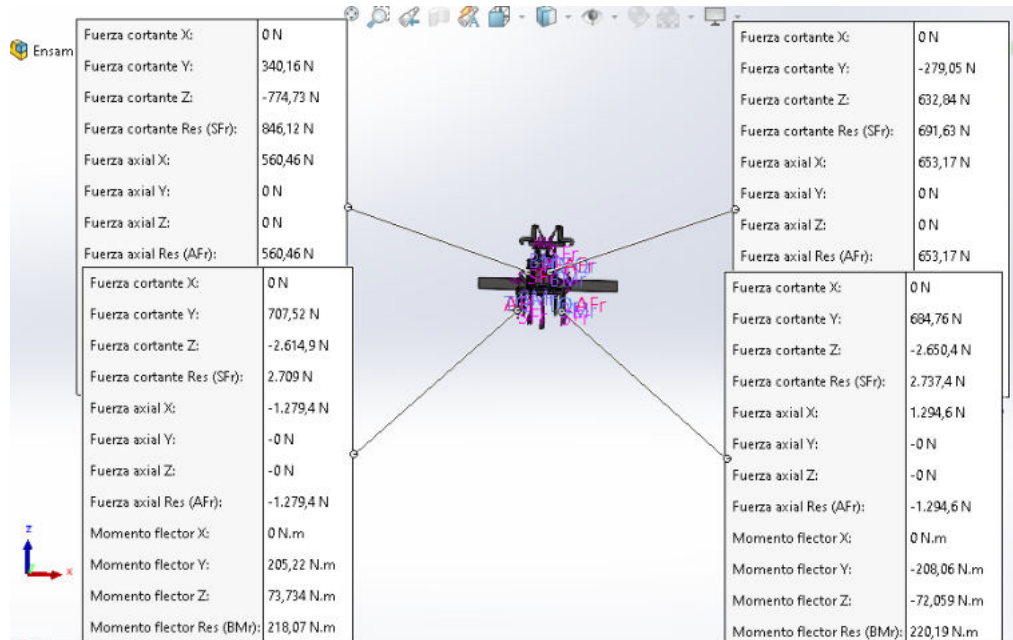 Ensam
Fuerza cortante X: 0 N
Fuerza cortante Y: 340,16 N
Fuerza cortante Z: -774,73 N
Fuerza cortante Res (SFr): 846,12 N
Fuerza axial X: 560,46 N
Fuerza axial Y: 0 N
Fuerza axial Z: 0 N
Fuerza axial Res (AFr): 560,46 N
Fuerza cortante X: 0 N
Fuerza cortante Y: -279,05 N
Fuerza cortante Z: 632,84 N
Fuerza cortante Res (SFr): 691,63 N
Fuerza axial X: 653,17 N
Fuerza axial Y: 0 N
Fuerza axial Z: 0 N
Fuerza axial Res (AFr): 653,17 N
AFr
Fuerza cortante X: 0 N
Fuerza cortante Y: 707,52 N
Fuerza cortante Z: -2.614,9 N
Fuerza cortante Res (SFr): 2.709 N
Fuerza axial X: -1.279,4 N
Fuerza axial Y: -0 N
Fuerza axial Z: -0 N
Fuerza axial Res (AFr): -1.279,4 N
Momento flector X: 0 N.m
Momento flector Y: 205,22 N.m
Momento flector Z: 73,734 N.m
Momento flector Res (BMr): 218,07 N.m
Fuerza cortante X: 0 N
Fuerza cortante Y: 684,76 N
Fuerza cortante Z: -2.650,4 N
Fuerza cortante Res (SFr): 2.737,4 N
Fuerza axial X: 1.294,6 N
Fuerza axial Y: -0 N
Fuerza axial Z: -0 N
Fuerza axial Res (AFr): -1.294,6 N
Momento flector X: 0 N.m
Momento flector Y: -208,06 N.m
Momento flector Z: -72,059 N.m
Momento flector Res (BMr): 220,19 N.m
z
x